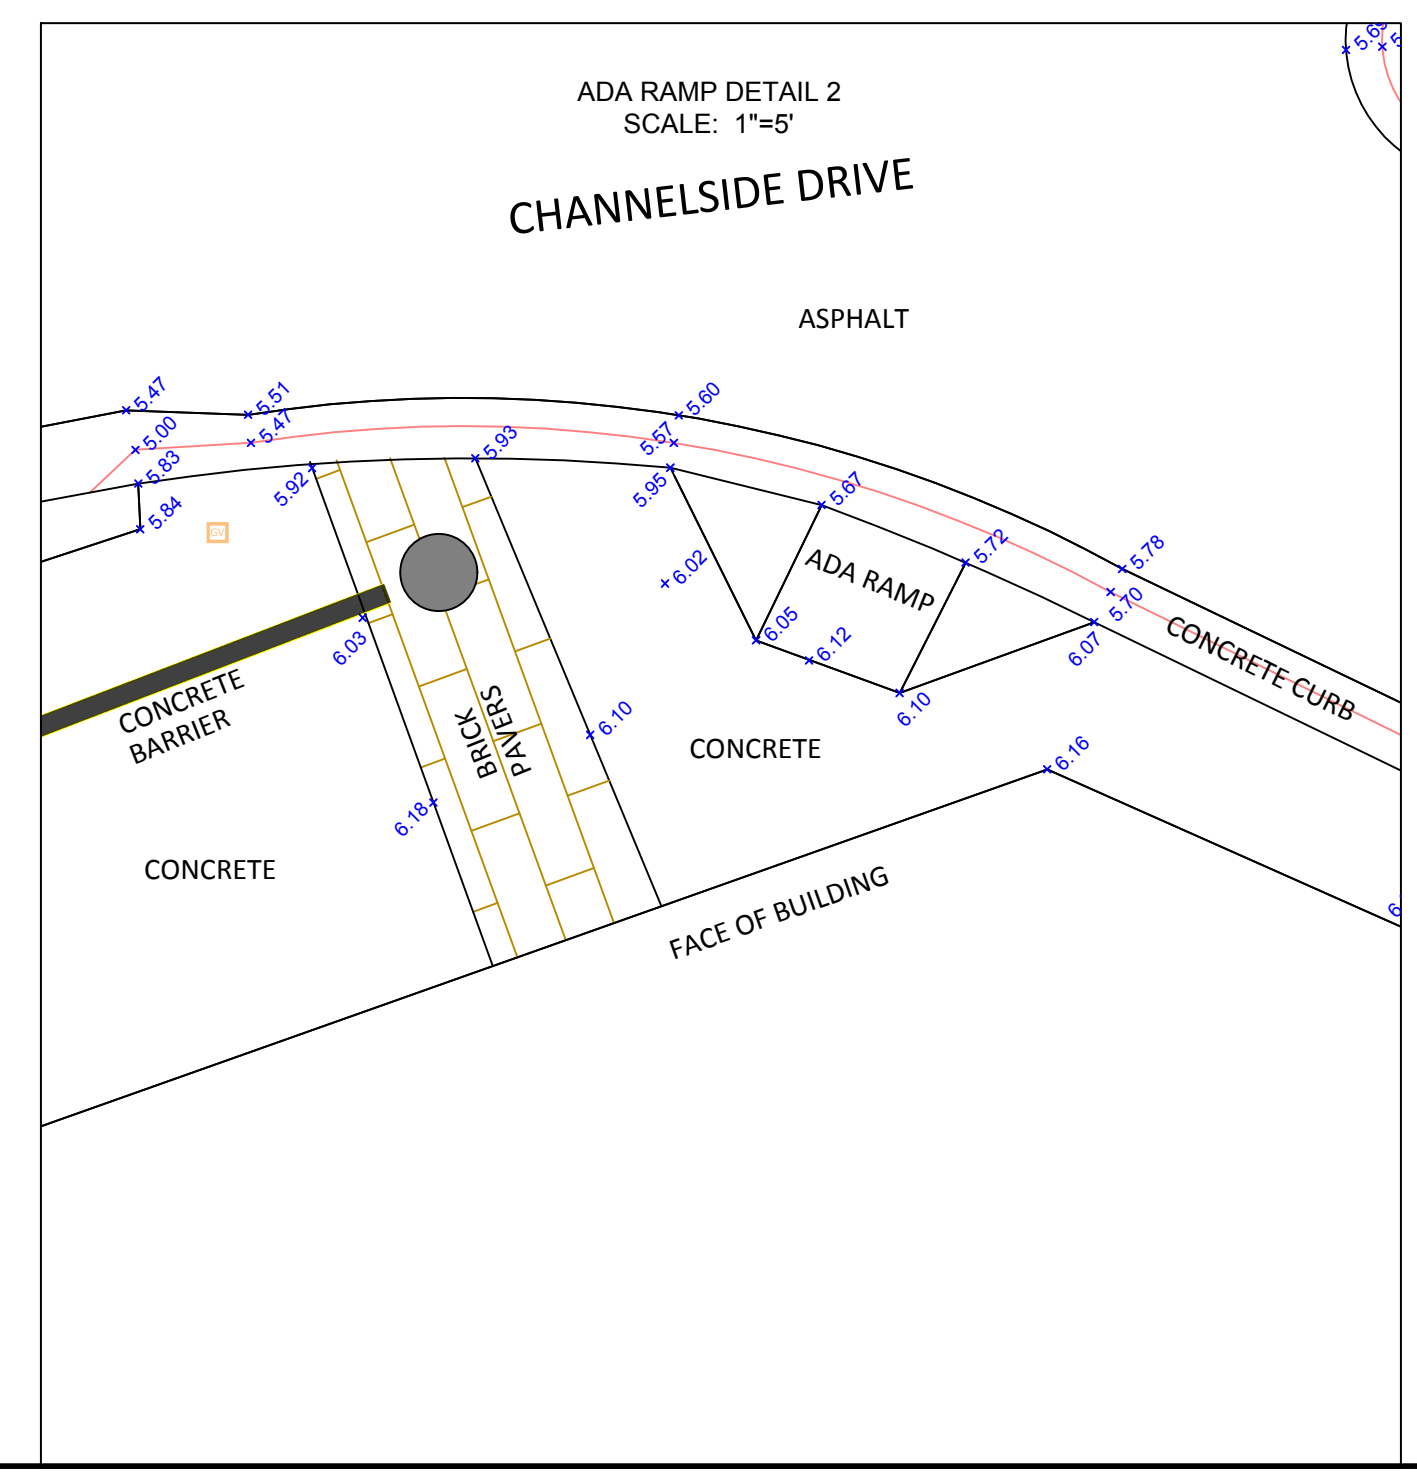 ADA RAMP DETAIL 2
SCALE: 1"=5'
CHANNELSIDE DRIVE
ASPHALT
5.69
5.47
5.51
5.60
5.00
5.47
5.93
5.57
5.83
5.92
5.95
5.67
5.84
GV
5.72
5.78
6.02
ADA RAMP
5.70
6.03
6.05
6.12
6.07
CONCRETE CURB
CONCRETE
BARRIER
BRICK
PAVERS
6.10
6.10
CONCRETE
6.16
6.18
CONCRETE
FACE OF BUILDING